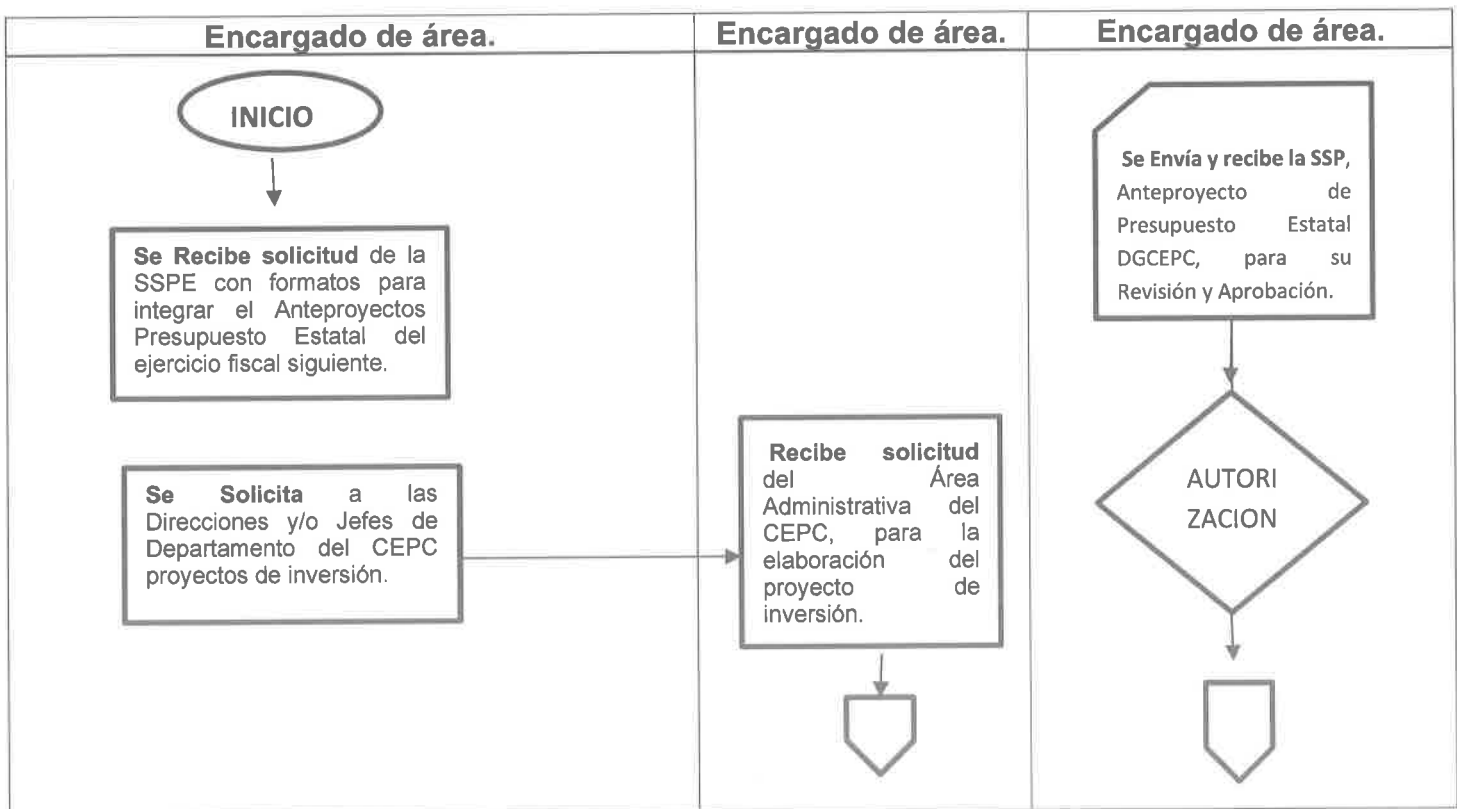 Encargado de área.
Encargado de área.
Encargado de área.
INICIO
Se Recibe solicitud de la
SSPE con formatos para
integrar el Anteproyectos
Presupuesto Estatal del
ejercicio fiscal siguiente.
Se Solicita a las
Direcciones y/o Jefes de
Departamento del CEPC
proyectos de inversión.
Recibe solicitud
del Área
Administrativa del
CEPC, para la
elaboración del
proyecto de
inversión.
Se Envía y recibe la SSP,
Anteproyecto de
Presupuesto Estatal
DGCEPC, para su
Revisión y Aprobación.
AUTORI
ZACION